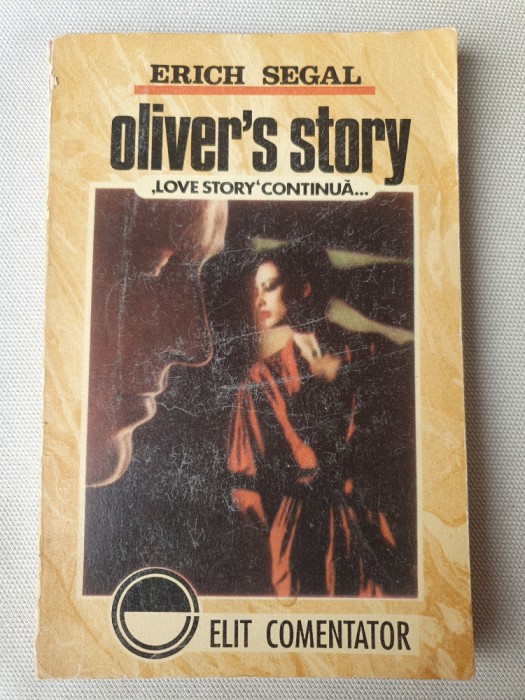 ERICH SEGAL
oliver's story
„LOVE STORY“ CONTINUĂ...
ELIT COMENTATOR